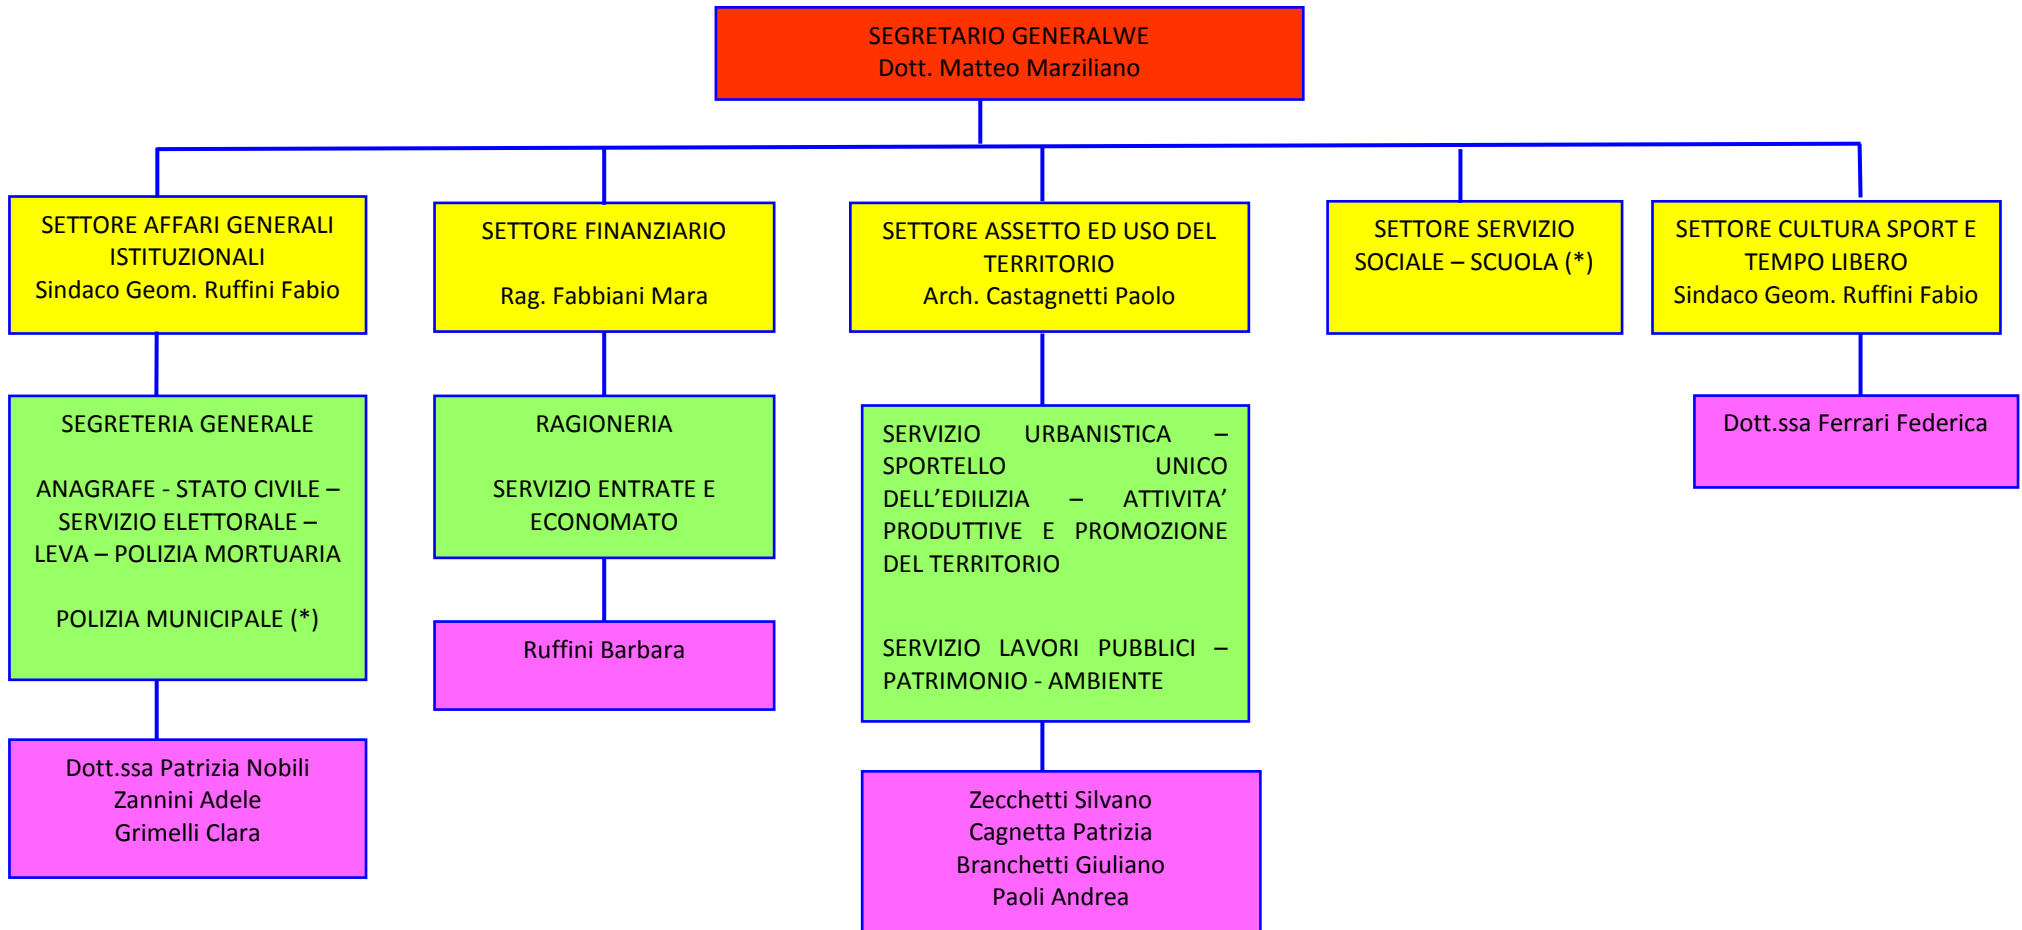 SEGRETARIO GENERALWE
Dott. Matteo Marziliano
SETTORE AFFARI GENERALI
ISTITUZIONALI
Sindaco Geom. Ruffini Fabio
SETTORE FINANZIARIO
Rag. Fabbiani Mara
SETTORE ASSETTO ED USO DEL
TERRITORIO
Arch. Castagnetti Paolo
SETTORE SERVIZIO
SOCIALE – SCUOLA (*)
SETTORE CULTURA SPORT E
TEMPO LIBERO
Sindaco Geom. Ruffini Fabio
SEGRETERIA GENERALE
ANAGRAFE - STATO CIVILE –
SERVIZIO ELETTORALE –
LEVA – POLIZIA MORTUARIA
POLIZIA MUNICIPALE (*)
RAGIONERIA
SERVIZIO ENTRATE E
ECONOMATO
SERVIZIO URBANISTICA –
SPORTELLO UNICO
DELL’EDILIZIA – ATTIVITA’
PRODUTTIVE E PROMOZIONE
DEL TERRITORIO
SERVIZIO LAVORI PUBBLICI –
PATRIMONIO - AMBIENTE
Dott.ssa Ferrari Federica
Ruffini Barbara
Dott.ssa Patrizia Nobili
Zannini Adele
Grimelli Clara
Zecchetti Silvano
Cagnetta Patrizia
Branchetti Giuliano
Paoli Andrea